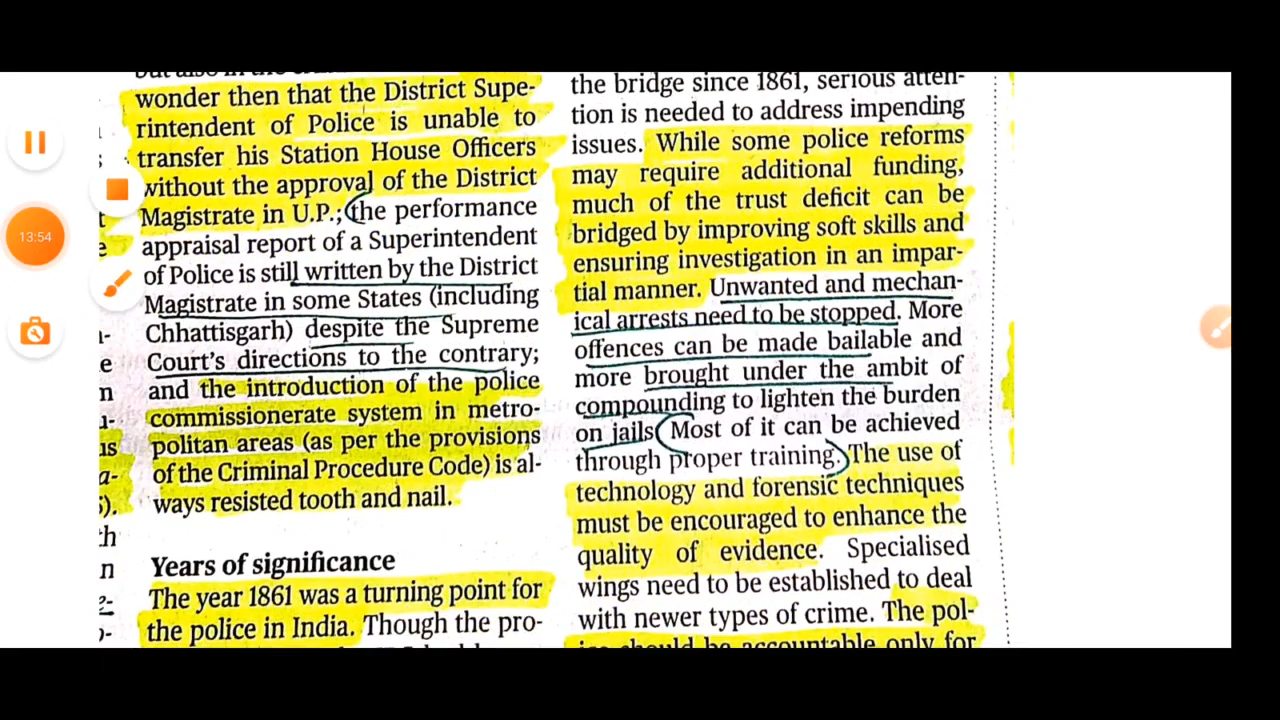 wonder then that the District Supe-
rintendent of Police is unable to
transfer his Station House Officers
without the approval of the District
Magistrate in U.P.; the performance
appraisal report of a Superintendent
of Police is still written by the District
Magistrate in some States (including
Chhattisgarh) despite the Supreme
Court's directions to the contrary;
and the introduction of the police
commissionerate system in metro-
politan areas (as per the provisions
of the Criminal Procedure Code) is al-
ways resisted tooth and nail.
Years of significance
The year 1861 was a turning point for
the police in India. Though the pro-
the bridge since 1861, serious atten-
tion is needed to address impending
issues. While some police reforms
may require additional funding,
much of the trust deficit can be
bridged by improving soft skills and
ensuring investigation in an impar-
tial manner. Unwanted and mechan-
ical arrests need to be stopped. More
offences can be made bailable and
more brought under the ambit of
compounding to lighten the burden
on jails. Most of it can be achieved
through proper training. The use of
technology and forensic techniques
must be encouraged to enhance the
quality of evidence. Specialised
wings need to be established to deal
with newer types of crime. The pol-
ice should be accountable only for
13:54